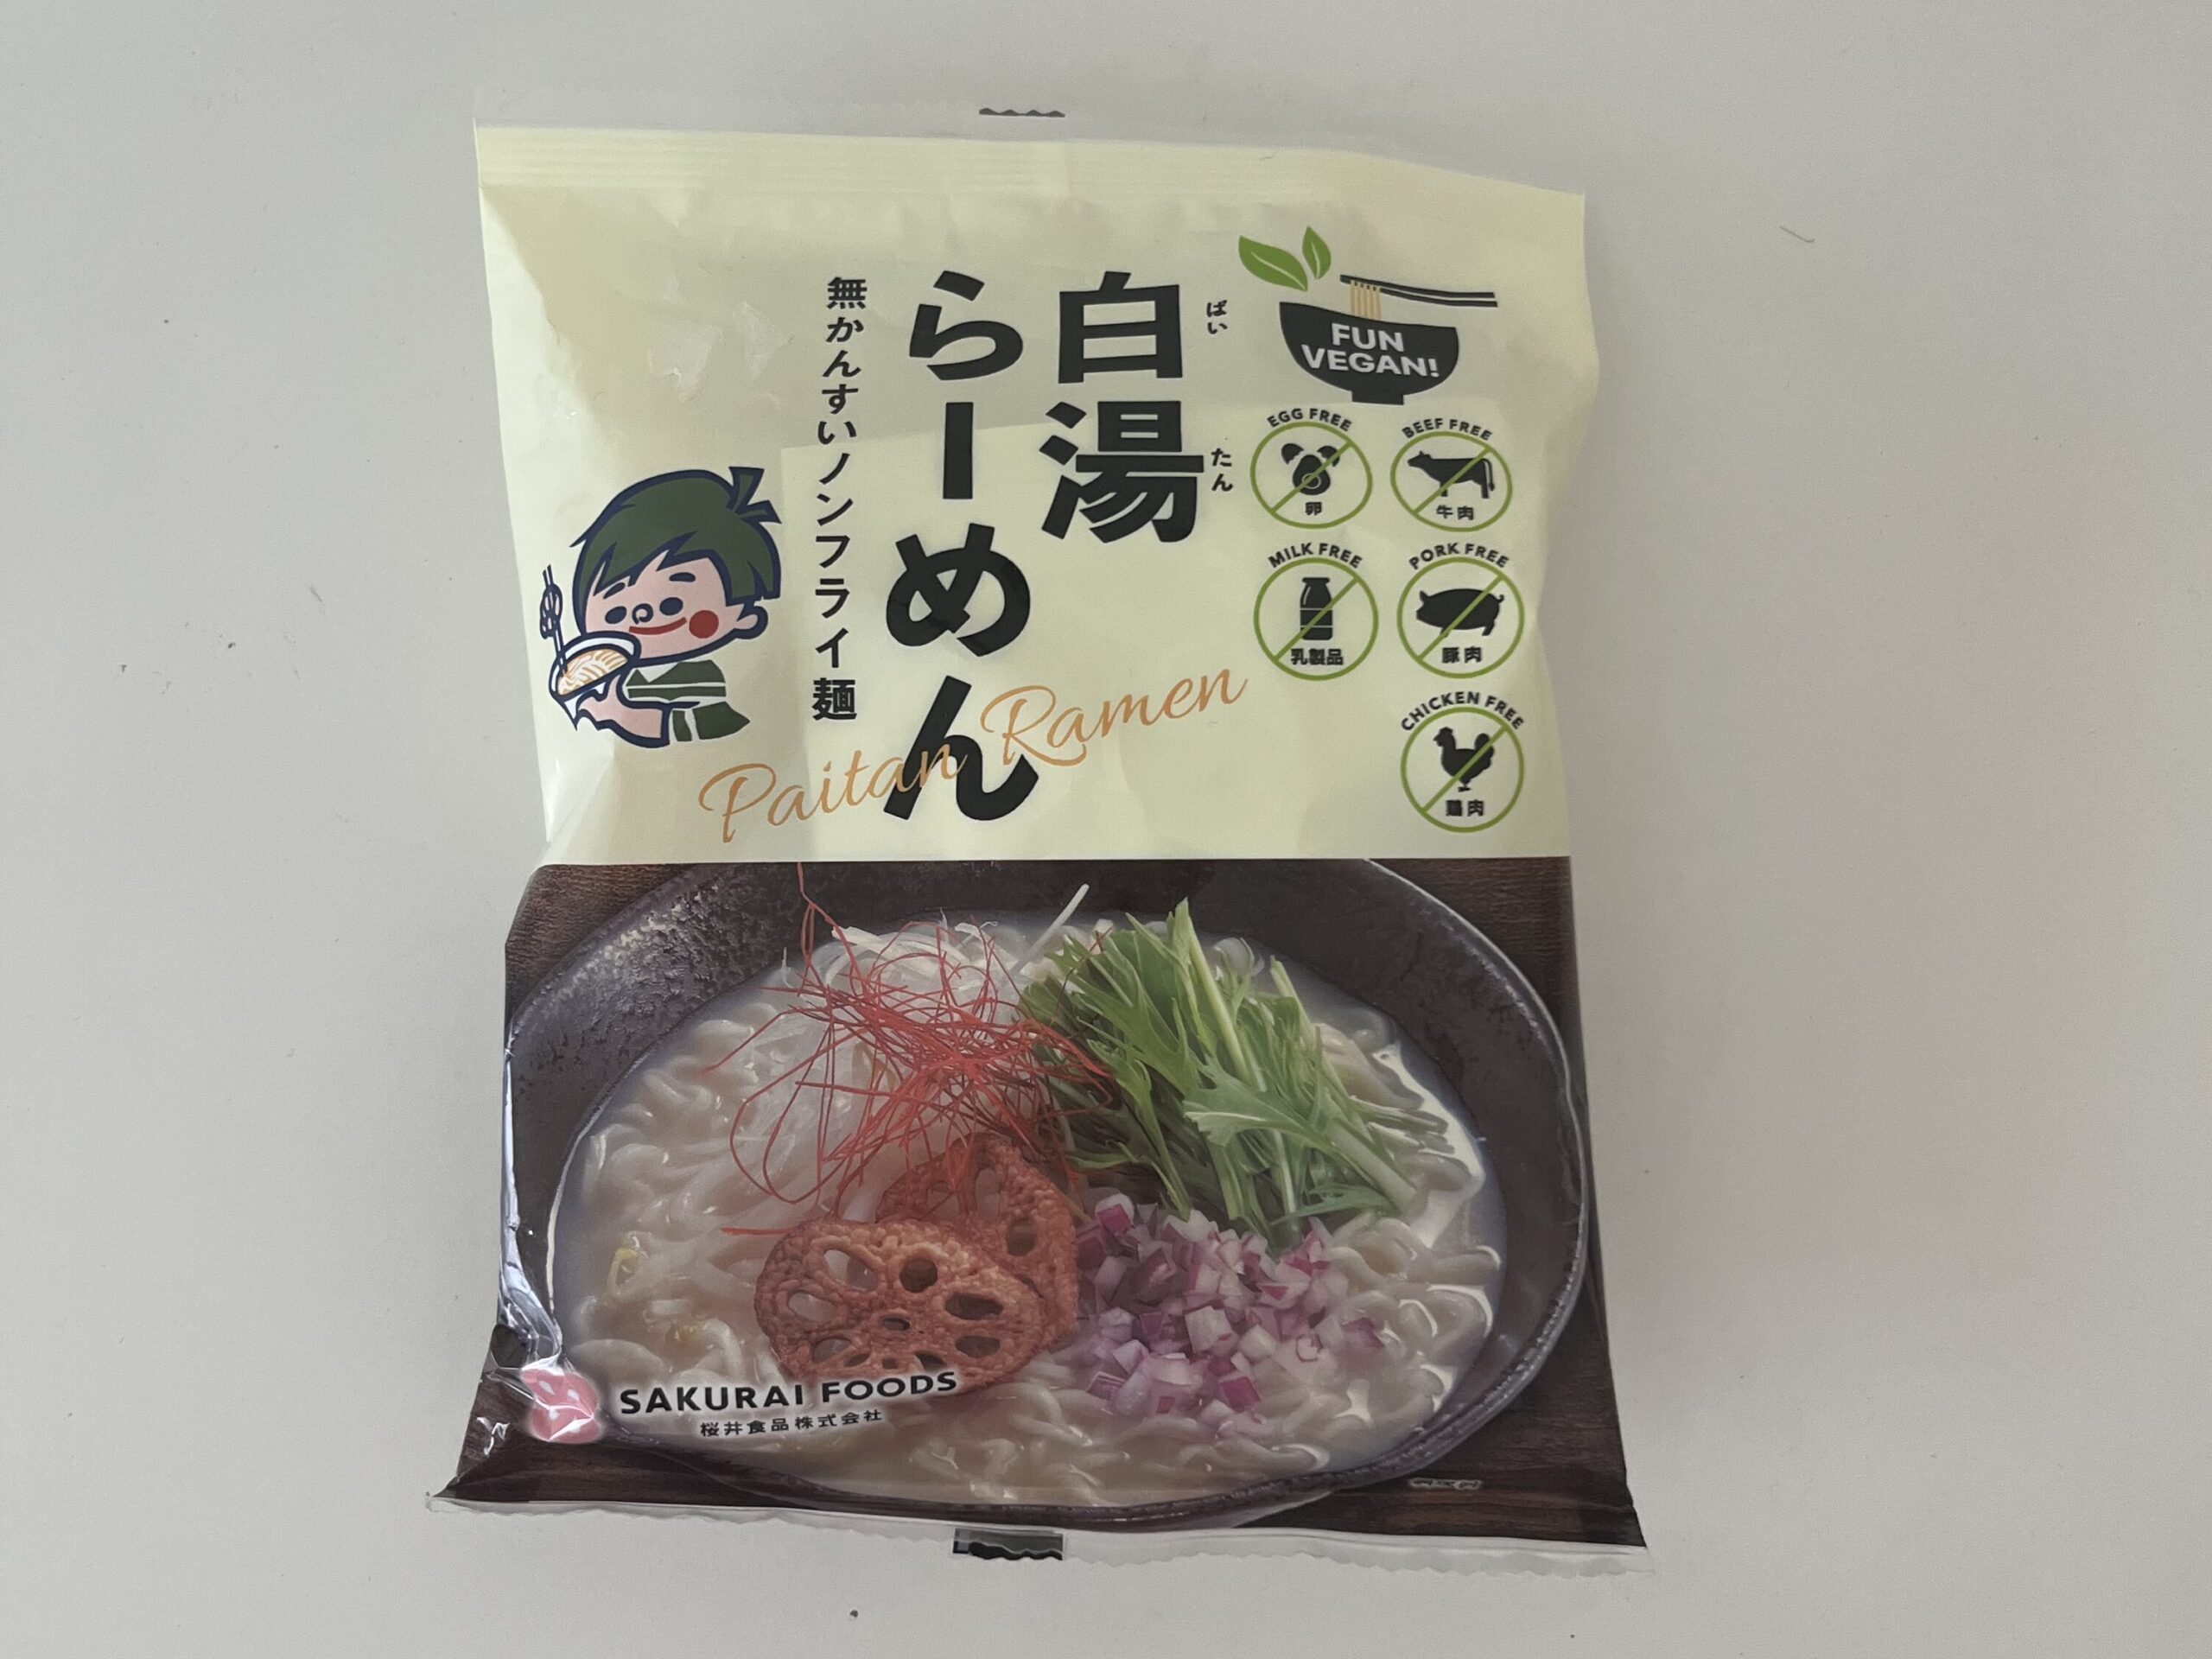 白湯
ぱい
たん
らーめん
無かんすいノンフライ麺
Paitan Ramen
FUN
VEGAN!
EGG FREE
卵
BEEF FREE
牛肉
MILK FREE
乳製品
PORK FREE
豚肉
CHICKEN FREE
鶏肉
SAKURAI FOODS
桜井食品株式会社